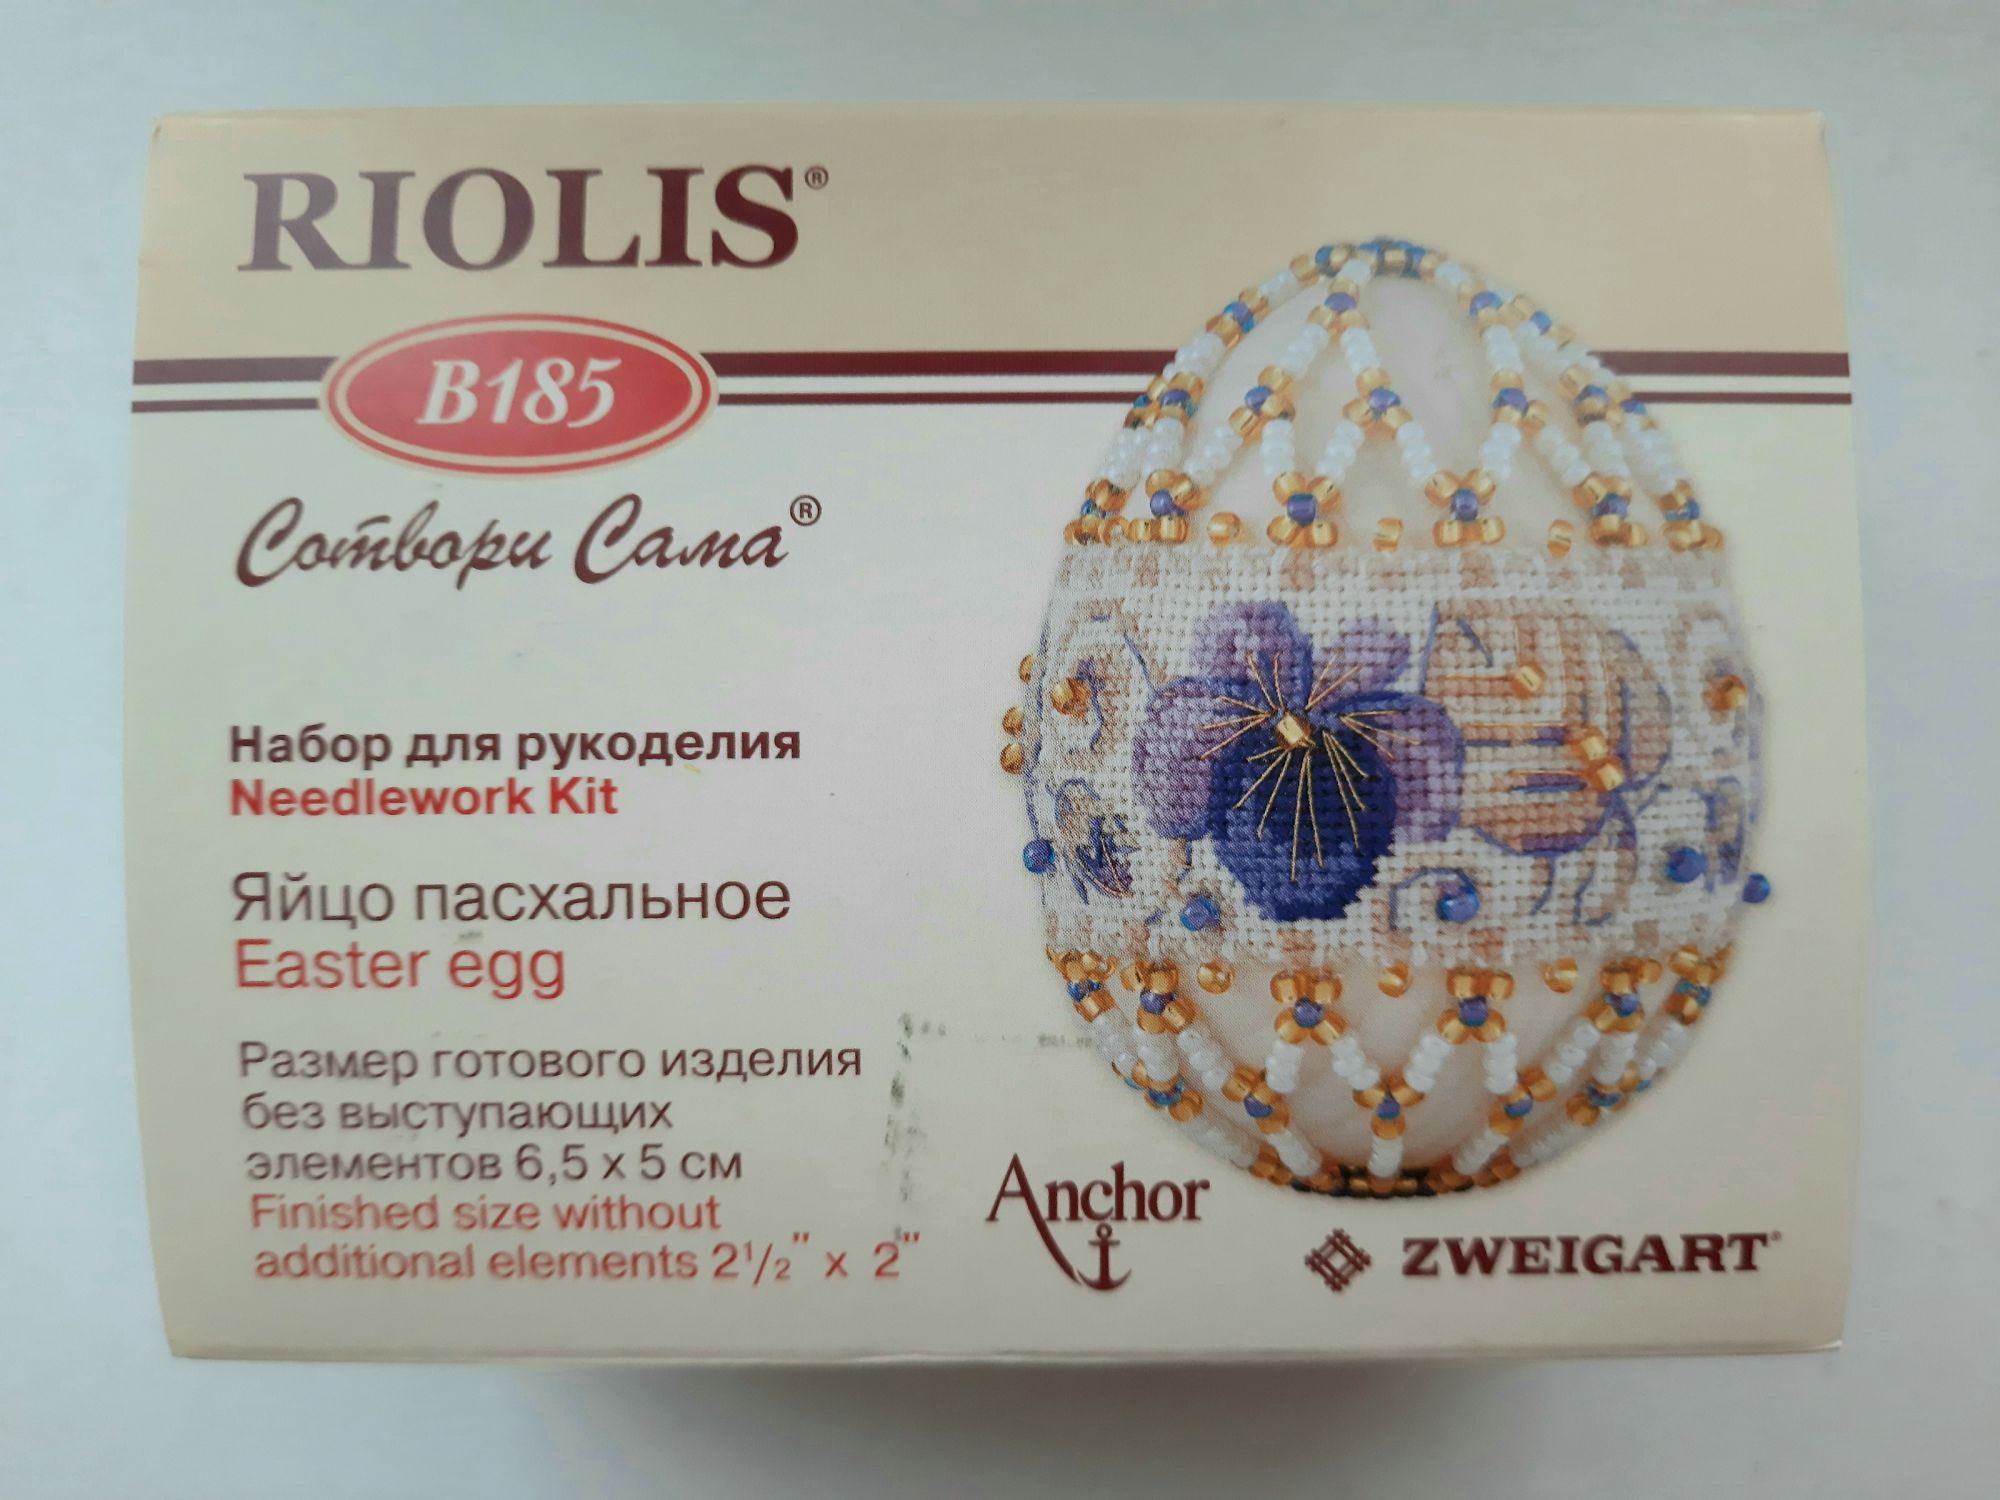 RIOLIS®
B185
Сотвори Сама®
Набор для рукоделия
Needlework Kit
Яйцо пасхальное
Easter egg
Размер готового изделия
без выступающих
элементов 6,5 х 5 см
Finished size without
additional elements 2¹/₂" x 2"
Anchor
ZWEIGART®